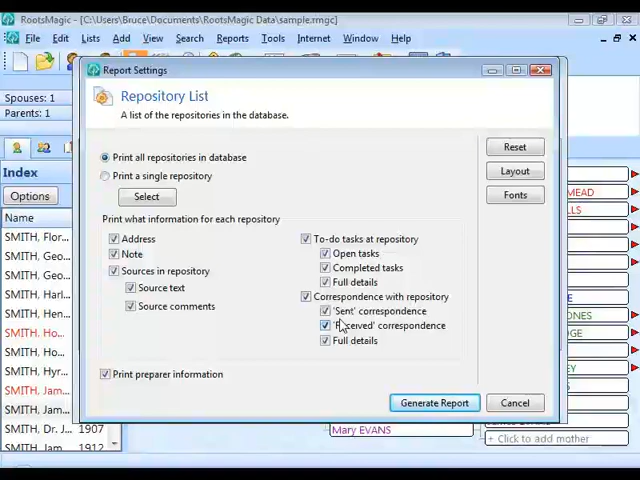 RootsMagic - [C:\Users\Bruce\Documents\RootsMagic Data\sample.rmgc]
File Edit Lists Add View Search Reports Tools Internet Window Help
Spouses: 1
Parents: 1
Index
Options
Name
SMITH, Flor...
SMITH, Geo...
SMITH, Geo...
SMITH, Gle...
SMITH, Har...
SMITH, Hen...
SMITH, Ho...
SMITH, Ho...
SMITH, Jam...
SMITH, Jam...
SMITH, Dr. J... 1907
SMITH, Jam... 1912
Report Settings
Repository List
A list of the repositories in the database.
Print all repositories in database
Print a single repository
Select
Print what information for each repository
Address
Note
Sources in repository
Source text
Source comments
To-do tasks at repository
Open tasks
Completed tasks
Full details
Correspondence with repository
'Sent' correspondence
correspondence
Full details
Print preparer information
Reset
Layout
Fonts
Generate Report
Cancel
Mary EVANS
+ Click to add mother